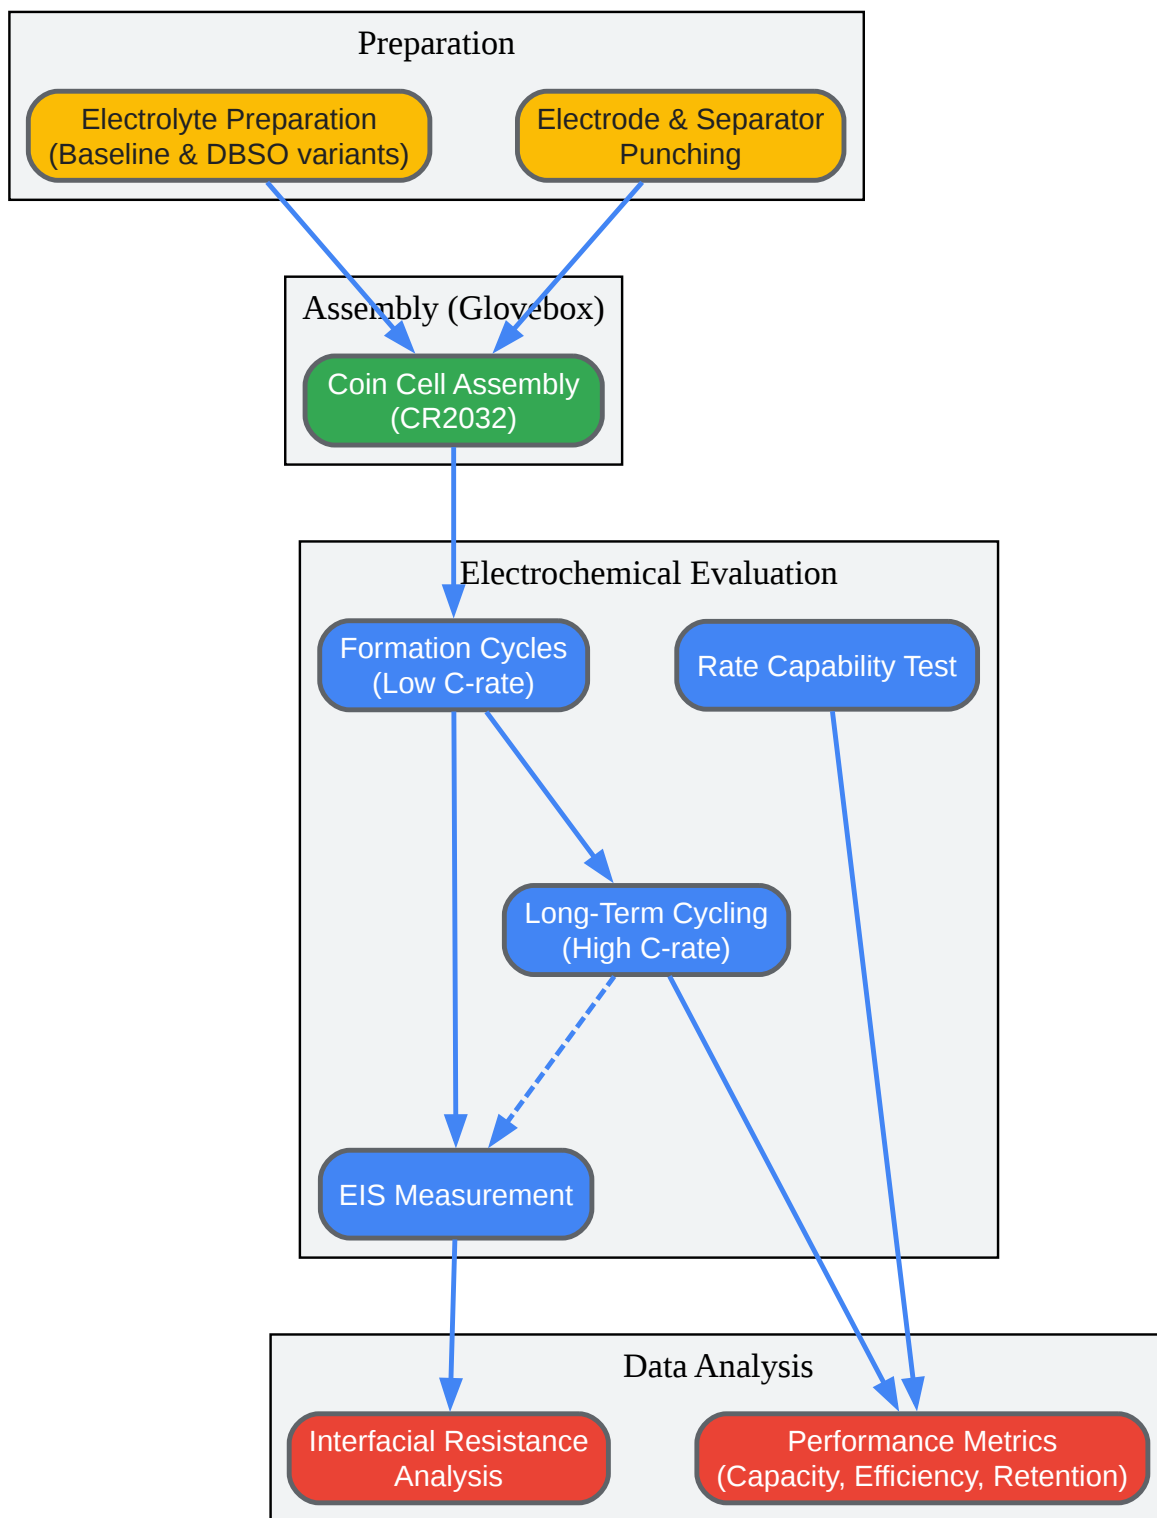 Preparation
Electrolyte Preparation
(Baseline & DBSO variants)
Electrode & Separator
Punching
Assembly (Glovebox)
Coin Cell Assembly
(CR2032)
Electrochemical Evaluation
Formation Cycles
(Low C-rate)
Rate Capability Test
Long-Term Cycling
(High C-rate)
EIS Measurement
Data Analysis
Interfacial Resistance
Analysis
Performance Metrics
(Capacity, Efficiency, Retention)